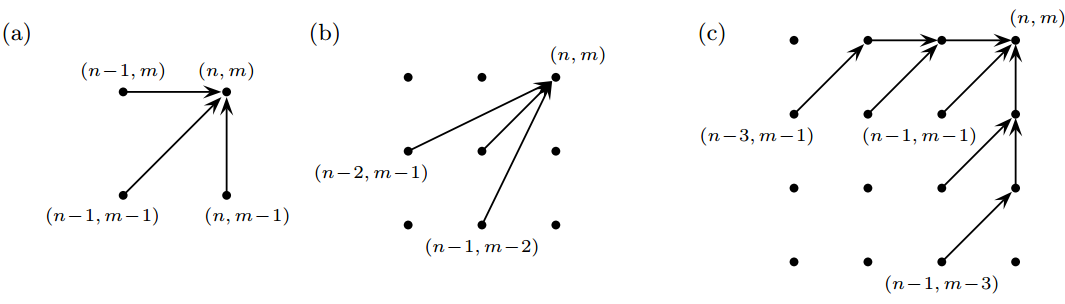 (a)
(n−1, m)
(n, m)
(n−1, m−1)
(n, m−1)
(b)
(n, m)
(n−2, m−1)
(n−1, m−2)
(c)
(n, m)
(n−3, m−1)
(n−1, m−1)
(n−1, m−3)